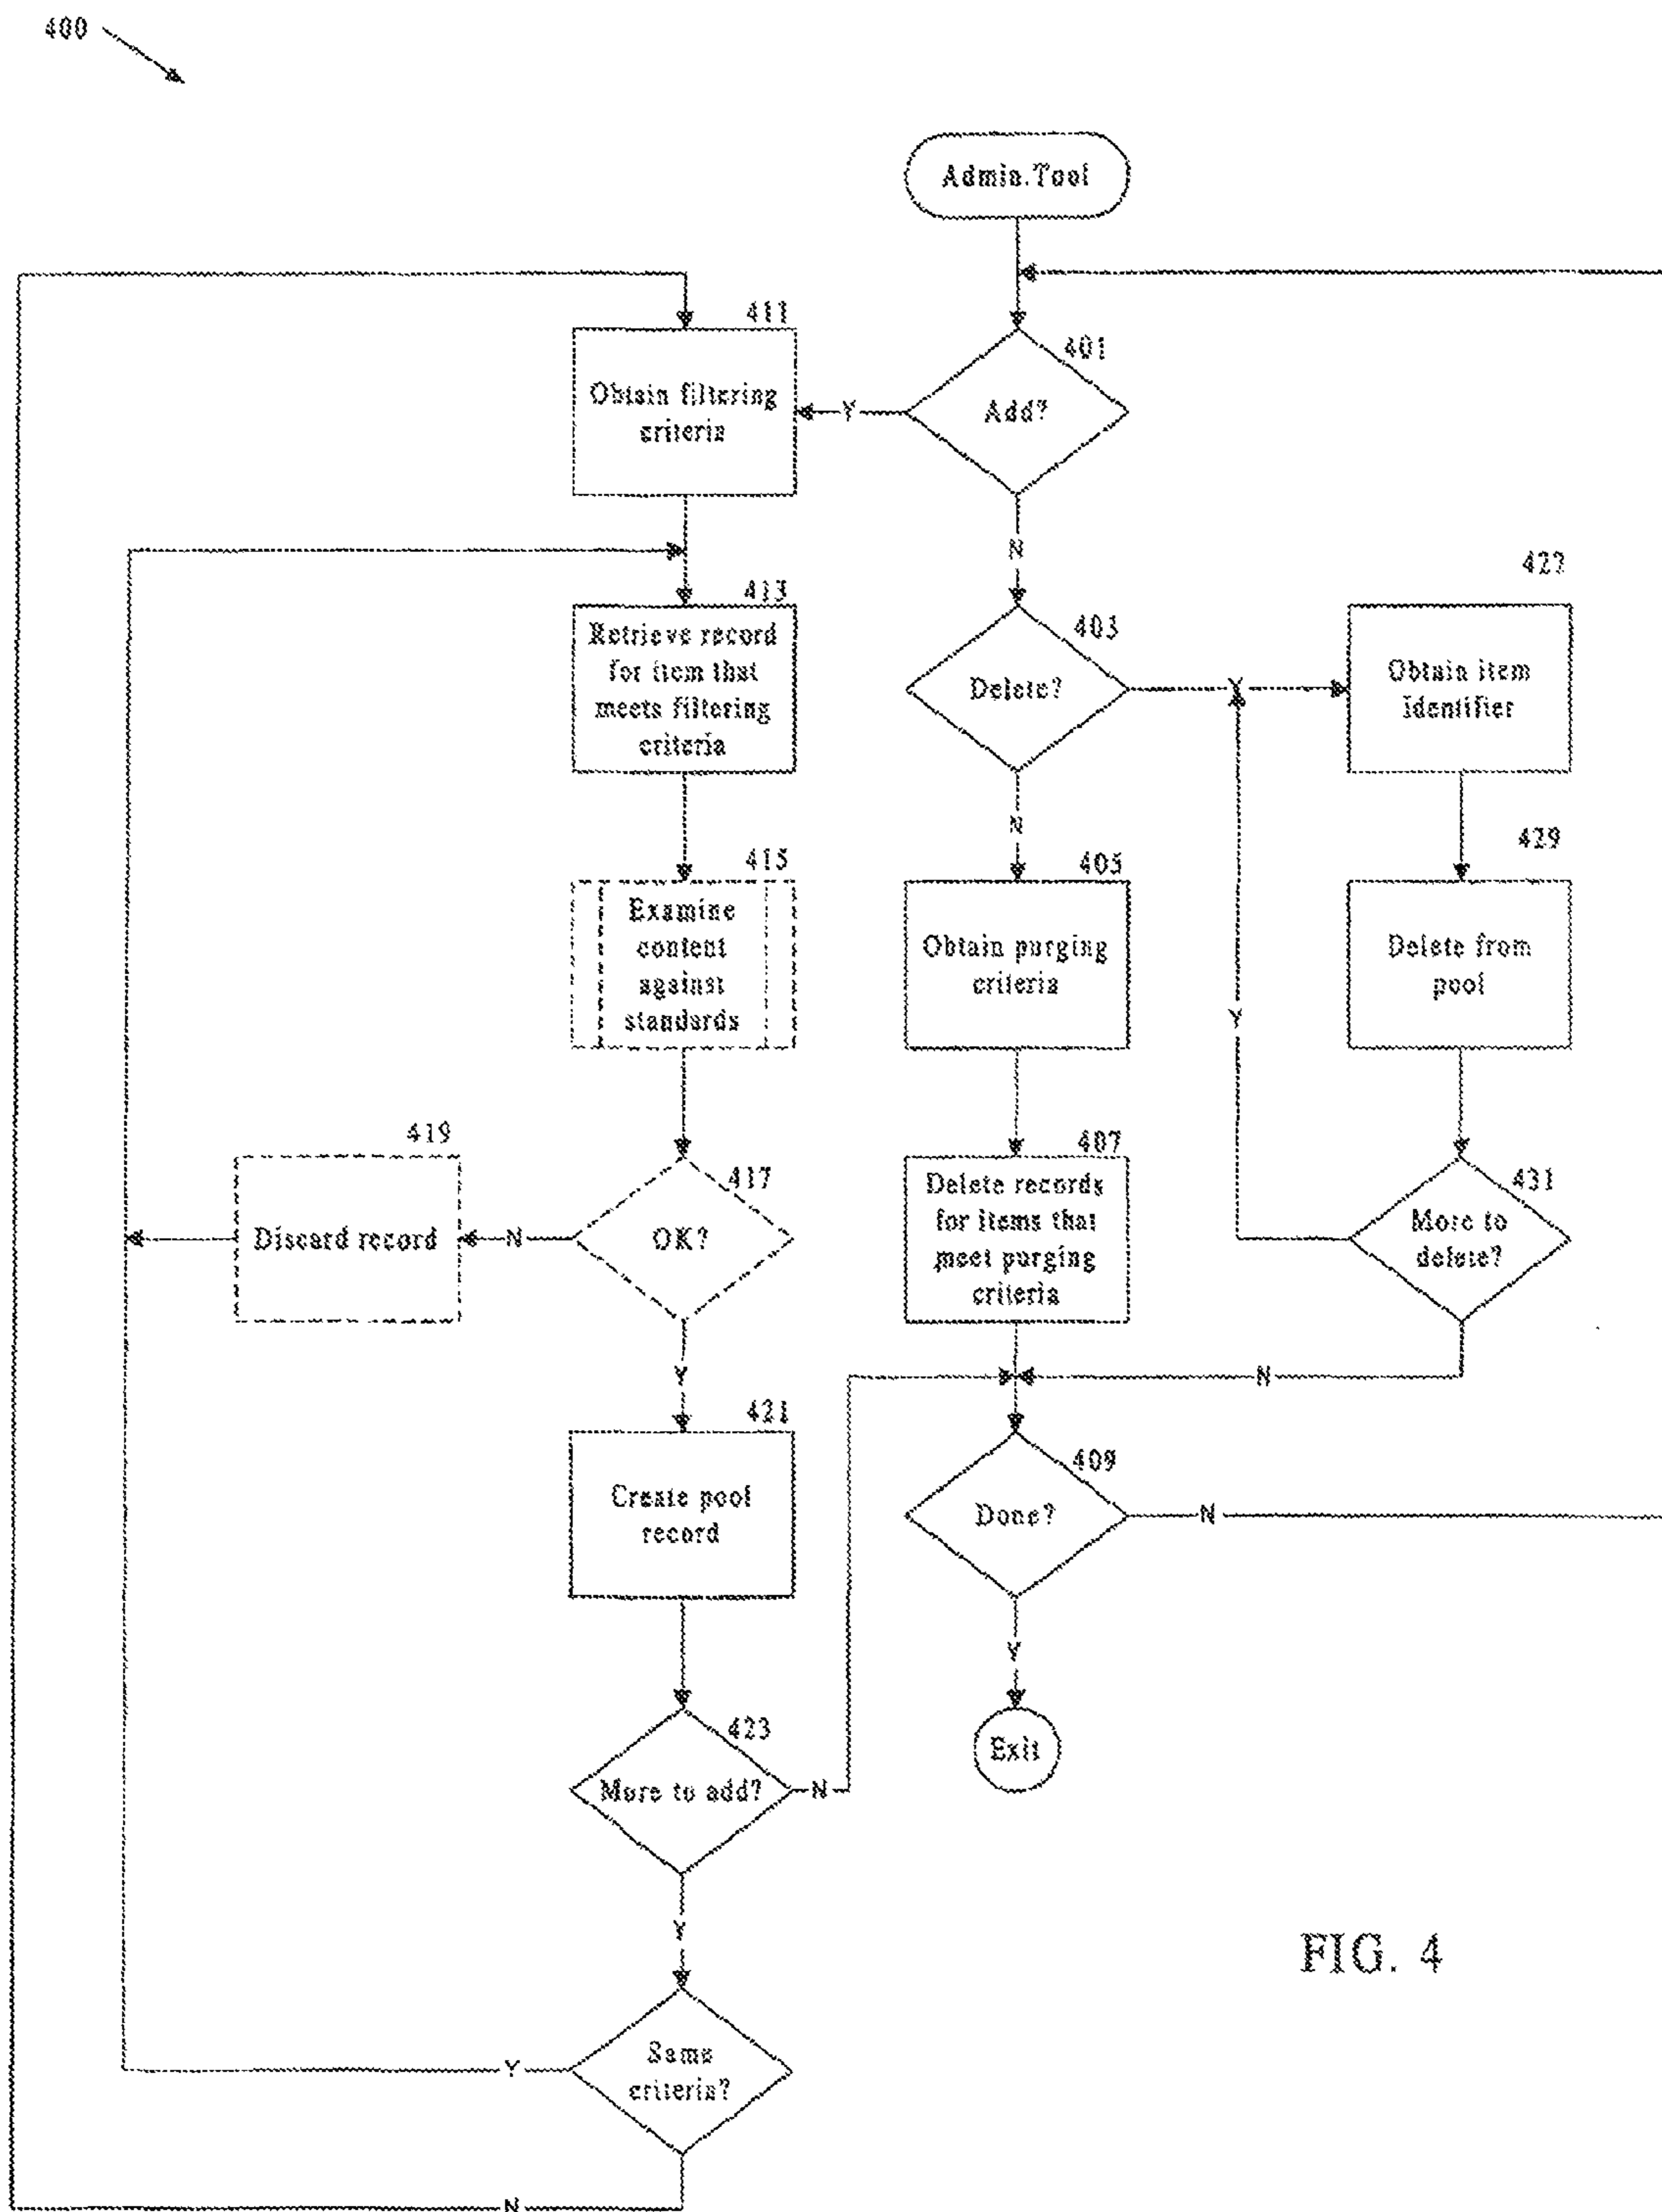 400
Admin.Tool
411
Obtain filtering
criteria
Y
401
Add?
N
413
Retrieve record
for item that
meets filtering
criteria
403
Delete?
Y
427
Obtain item
identifier
N
415
Examine
content
against
standards
405
Obtain purging
criteria
429
Delete from
pool
Y
419
Discard record
N
417
OK?
407
Delete records
for items that
meet purging
criteria
431
More to
delete?
Y
N
421
Create pool
record
409
Done?
N
Y
423
More to add?
N
Exit
Y
FIG. 4
Same
criteria?
Y
N